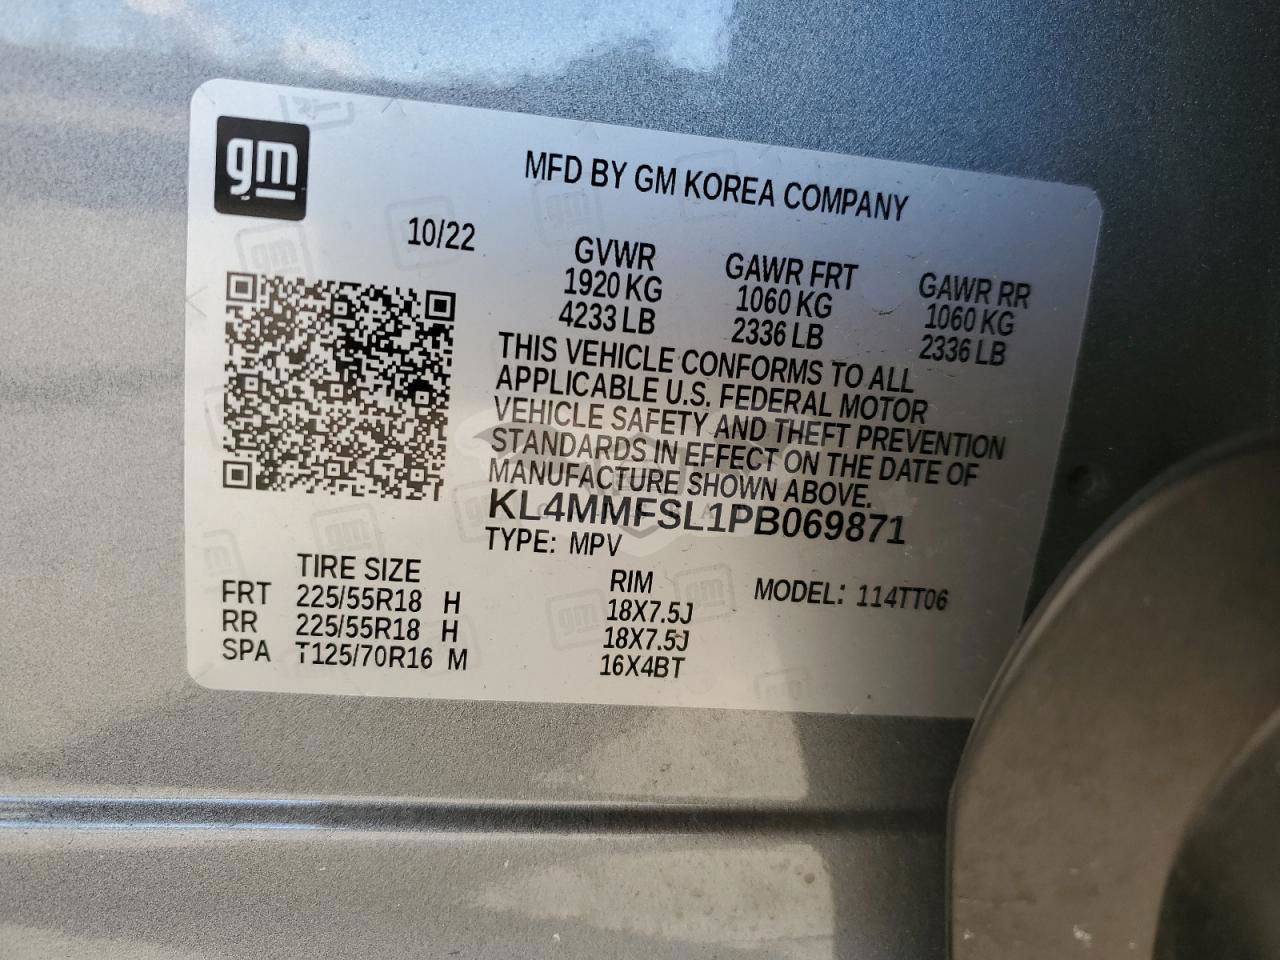 gm
MFD BY GM KOREA COMPANY
10/22
GVWR GAWR FRT GAWR RR
1920 KG 1060 KG 1060 KG
4233 LB 2336 LB 2336 LB
THIS VEHICLE CONFORMS TO ALL
APPLICABLE U.S. FEDERAL MOTOR
VEHICLE SAFETY AND THEFT PREVENTION
STANDARDS IN EFFECT ON THE DATE OF
MANUFACTURE SHOWN ABOVE.
KL4MMFSL1PB069871
TYPE: MPV
TIRE SIZE RIM MODEL: 114TT06
FRT 225/55R18 H 18X7.5J
RR 225/55R18 H 18X7.5J
SPA T125/70R16 M 16X4BT